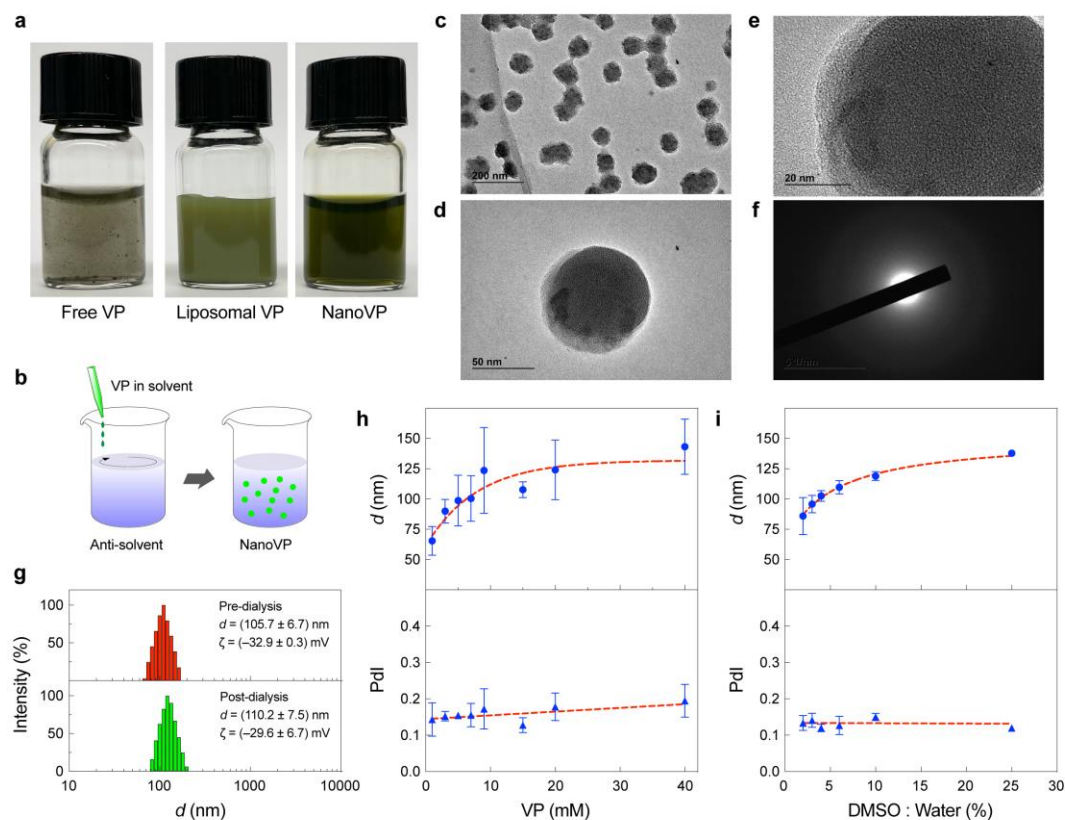 a
Free VP
Liposomal VP
NanoVP
b
VP in solvent
Anti-solvent
NanoVP
c
200 nm
d
50 nm
e
20 nm
f
g
Intensity (%)
100
50
0
Pre-dialysis
d = (105.7 ± 6.7) nm
ζ = (–32.9 ± 0.3) mV
100
50
0
Post-dialysis
d = (110.2 ± 7.5) nm
ζ = (–29.6 ± 6.7) mV
10 100 1000 10000
d (nm)
h
d (nm)
150
125
100
75
50
PdI
0.4
0.3
0.2
0.1
0.0
0 10 20 30 40
VP (mM)
i
d (nm)
150
125
100
75
50
PdI
0.4
0.3
0.2
0.1
0.0
0 5 10 15 20 25 30
DMSO : Water (%)